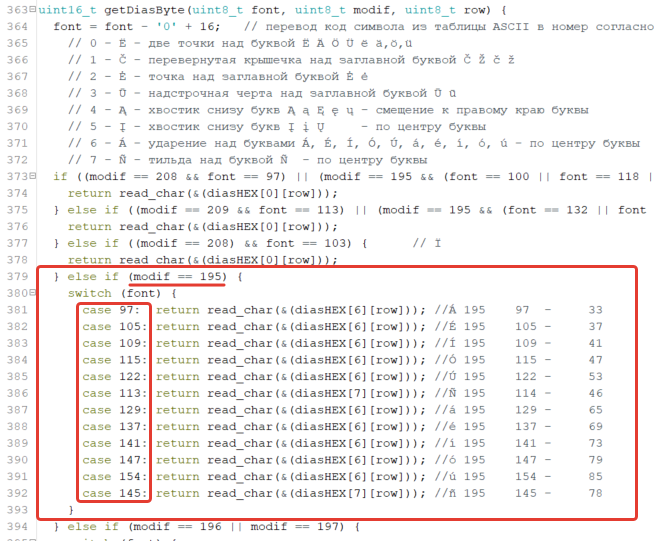 363 uint16_t getDiasByte(uint8_t font, uint8_t modif, uint8_t row) {
364 font = font - '0' + 16; // перевод код символа из таблицы ASCII в номер согласно
365 // 0 - Ё - две точки над буквой Ё Ä Ö Ü ё ä,ö,ü
366 // 1 - Č - перевернутая крышечка над заглавной буквой Č Ž č ž
367 // 2 - Ė - точка над заглавной буквой Ė ė
368 // 3 - Ū - надстрочная черта над заглавной буквой Ū ū
369 // 4 - Ą - хвостик снизу букв Ą ą Ę ę ų - смещение к правому краю буквы
370 // 5 - Į - хвостик снизу букв Į į Ų - по центру буквы
371 // 6 - Á - ударение над буквами Á, É, Í, Ó, Ú, á, é, í, ó, ú - по центру буквы
372 // 7 - Ñ - тильда над буквой Ñ - по центру буквы
373 if ((modif == 208 && font == 97) || (modif == 195 && (font == 100 || font == 118 |
374 return read_char(&(diasHEX[0][row]));
375 } else if ((modif == 209 && font == 113) || (modif == 195 && (font == 132 || font
376 return read_char(&(diasHEX[0][row]));
377 } else if ((modif == 208) && font == 103) { // Ї
378 return read_char(&(diasHEX[0][row]));
379 } else if (modif == 195) {
380 switch (font) {
381 case 97: return read_char(&(diasHEX[6][row])); //Á 195 97 - 33
382 case 105: return read_char(&(diasHEX[6][row])); //É 195 105 - 37
383 case 109: return read_char(&(diasHEX[6][row])); //Í 195 109 - 41
384 case 115: return read_char(&(diasHEX[6][row])); //Ó 195 115 - 47
385 case 122: return read_char(&(diasHEX[6][row])); //Ú 195 122 - 53
386 case 113: return read_char(&(diasHEX[7][row])); //Ñ 195 114 - 46
387 case 129: return read_char(&(diasHEX[6][row])); //á 195 129 - 65
388 case 137: return read_char(&(diasHEX[6][row])); //é 195 137 - 69
389 case 141: return read_char(&(diasHEX[6][row])); //í 195 141 - 73
390 case 147: return read_char(&(diasHEX[6][row])); //ó 195 147 - 79
391 case 154: return read_char(&(diasHEX[6][row])); //ú 195 154 - 85
392 case 145: return read_char(&(diasHEX[7][row])); //ñ 195 145 - 78
393 }
394 } else if (modif == 196 || modif == 197) {